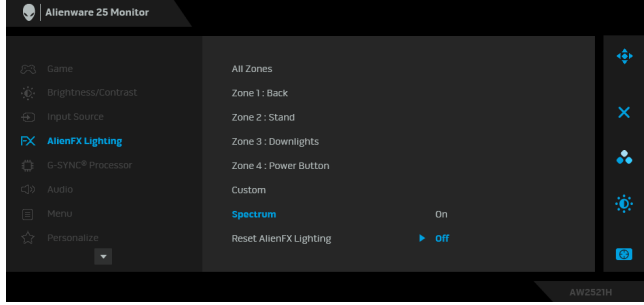 Alienware 25 Monitor
Game
Brightness/Contrast
Input Source
FX AlienFX Lighting
G-SYNC® Processor
Audio
Menu
Personalize
All Zones
Zone 1 : Back
Zone 2 : Stand
Zone 3 : Downlights
Zone 4 : Power Button
Custom
Spectrum On
Reset AlienFX Lighting Off
AW2521H